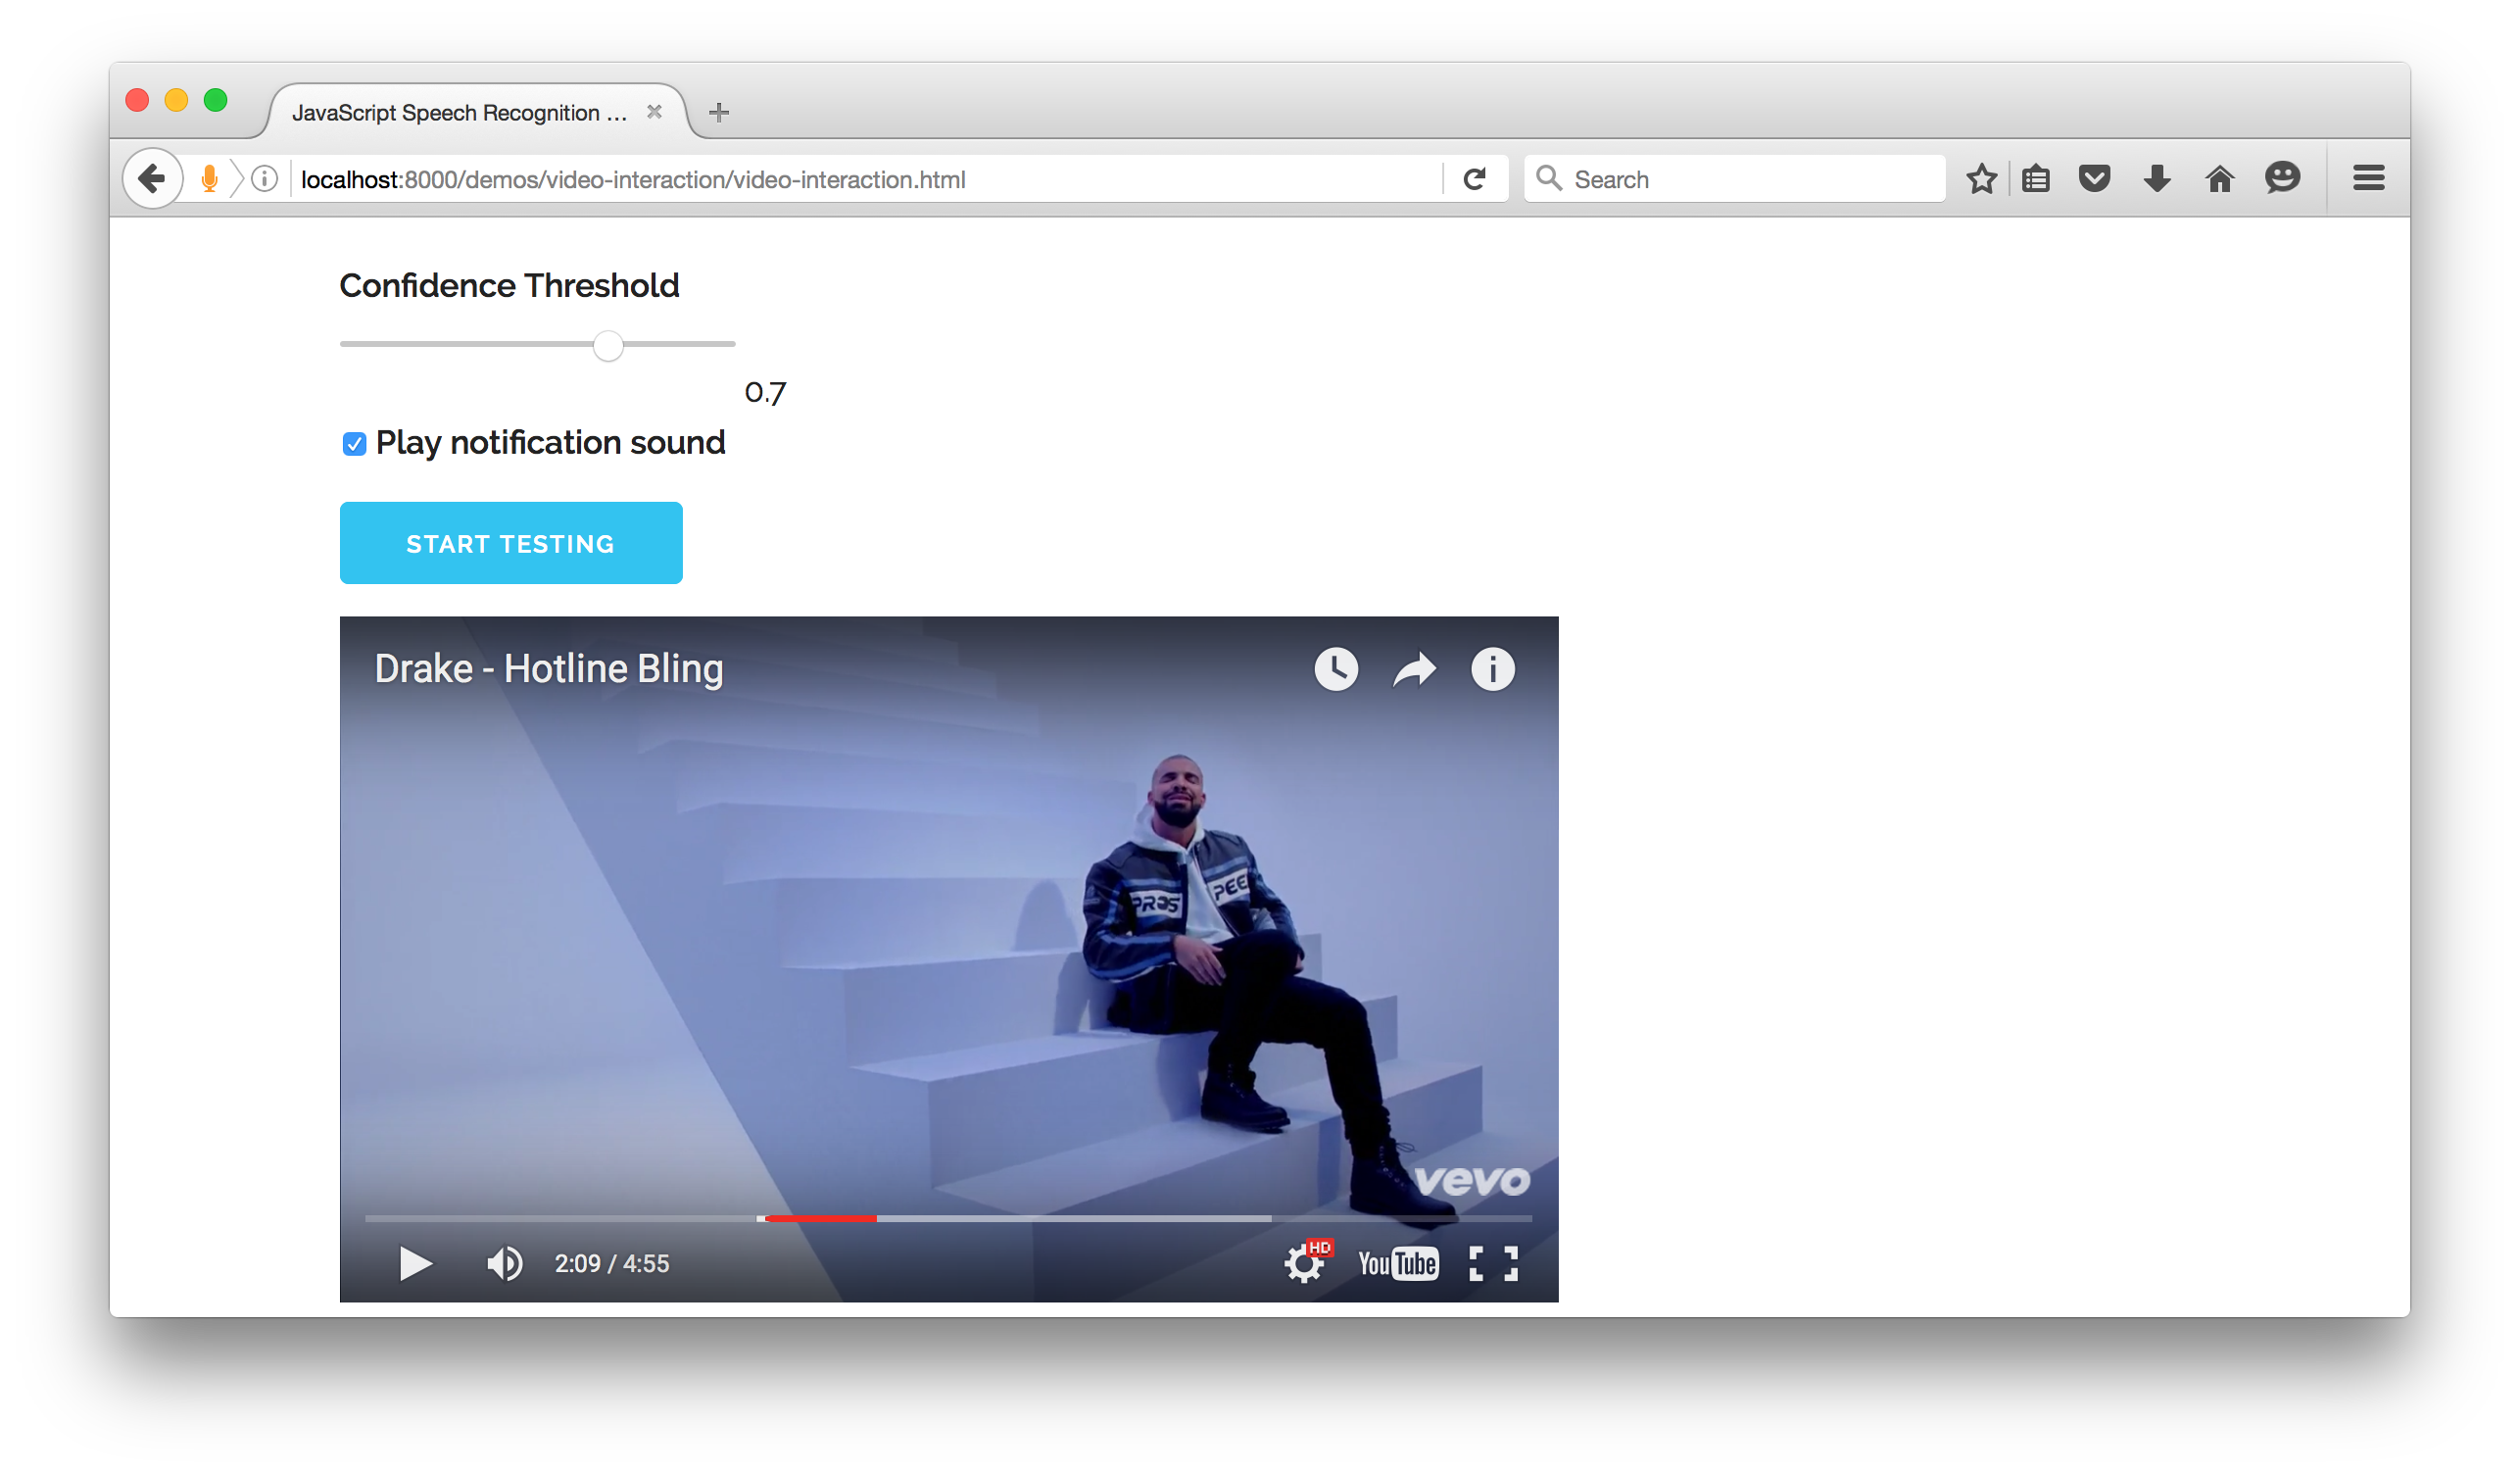 JavaScript Speech Recognition ...
localhost:8000/demos/video-interaction/video-interaction.html
Search
Confidence Threshold
0.7
Play notification sound
START TESTING
Drake - Hotline Bling
PROS
PEE
vevo
2:09 / 4:55
HD
YouTube